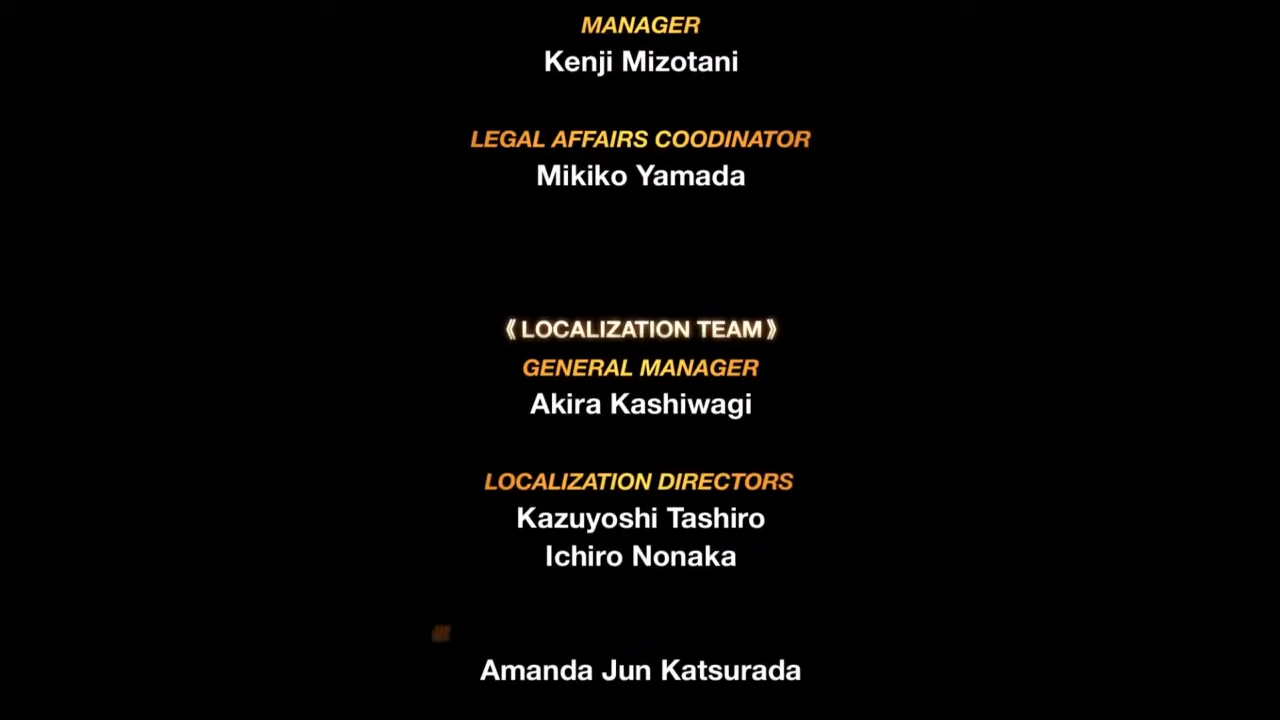 MANAGER
Kenji Mizotani
LEGAL AFFAIRS COODINATOR
Mikiko Yamada
《LOCALIZATION TEAM》
GENERAL MANAGER
Akira Kashiwagi
LOCALIZATION DIRECTORS
Kazuyoshi Tashiro
Ichiro Nonaka
Amanda Jun Katsurada